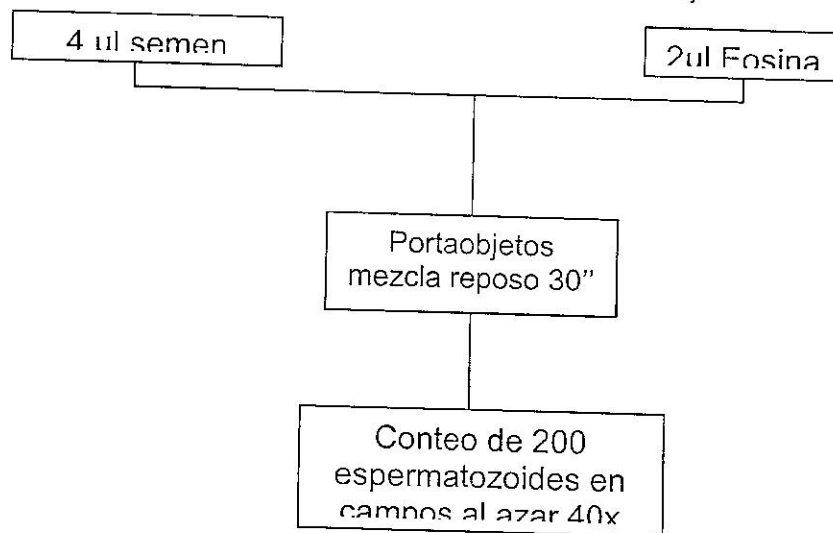 4 ul semen
2ul Eosina
Portaobjetos
mezcla reposo 30”
Conteo de 200
espermatozoides en
campos al azar 40x